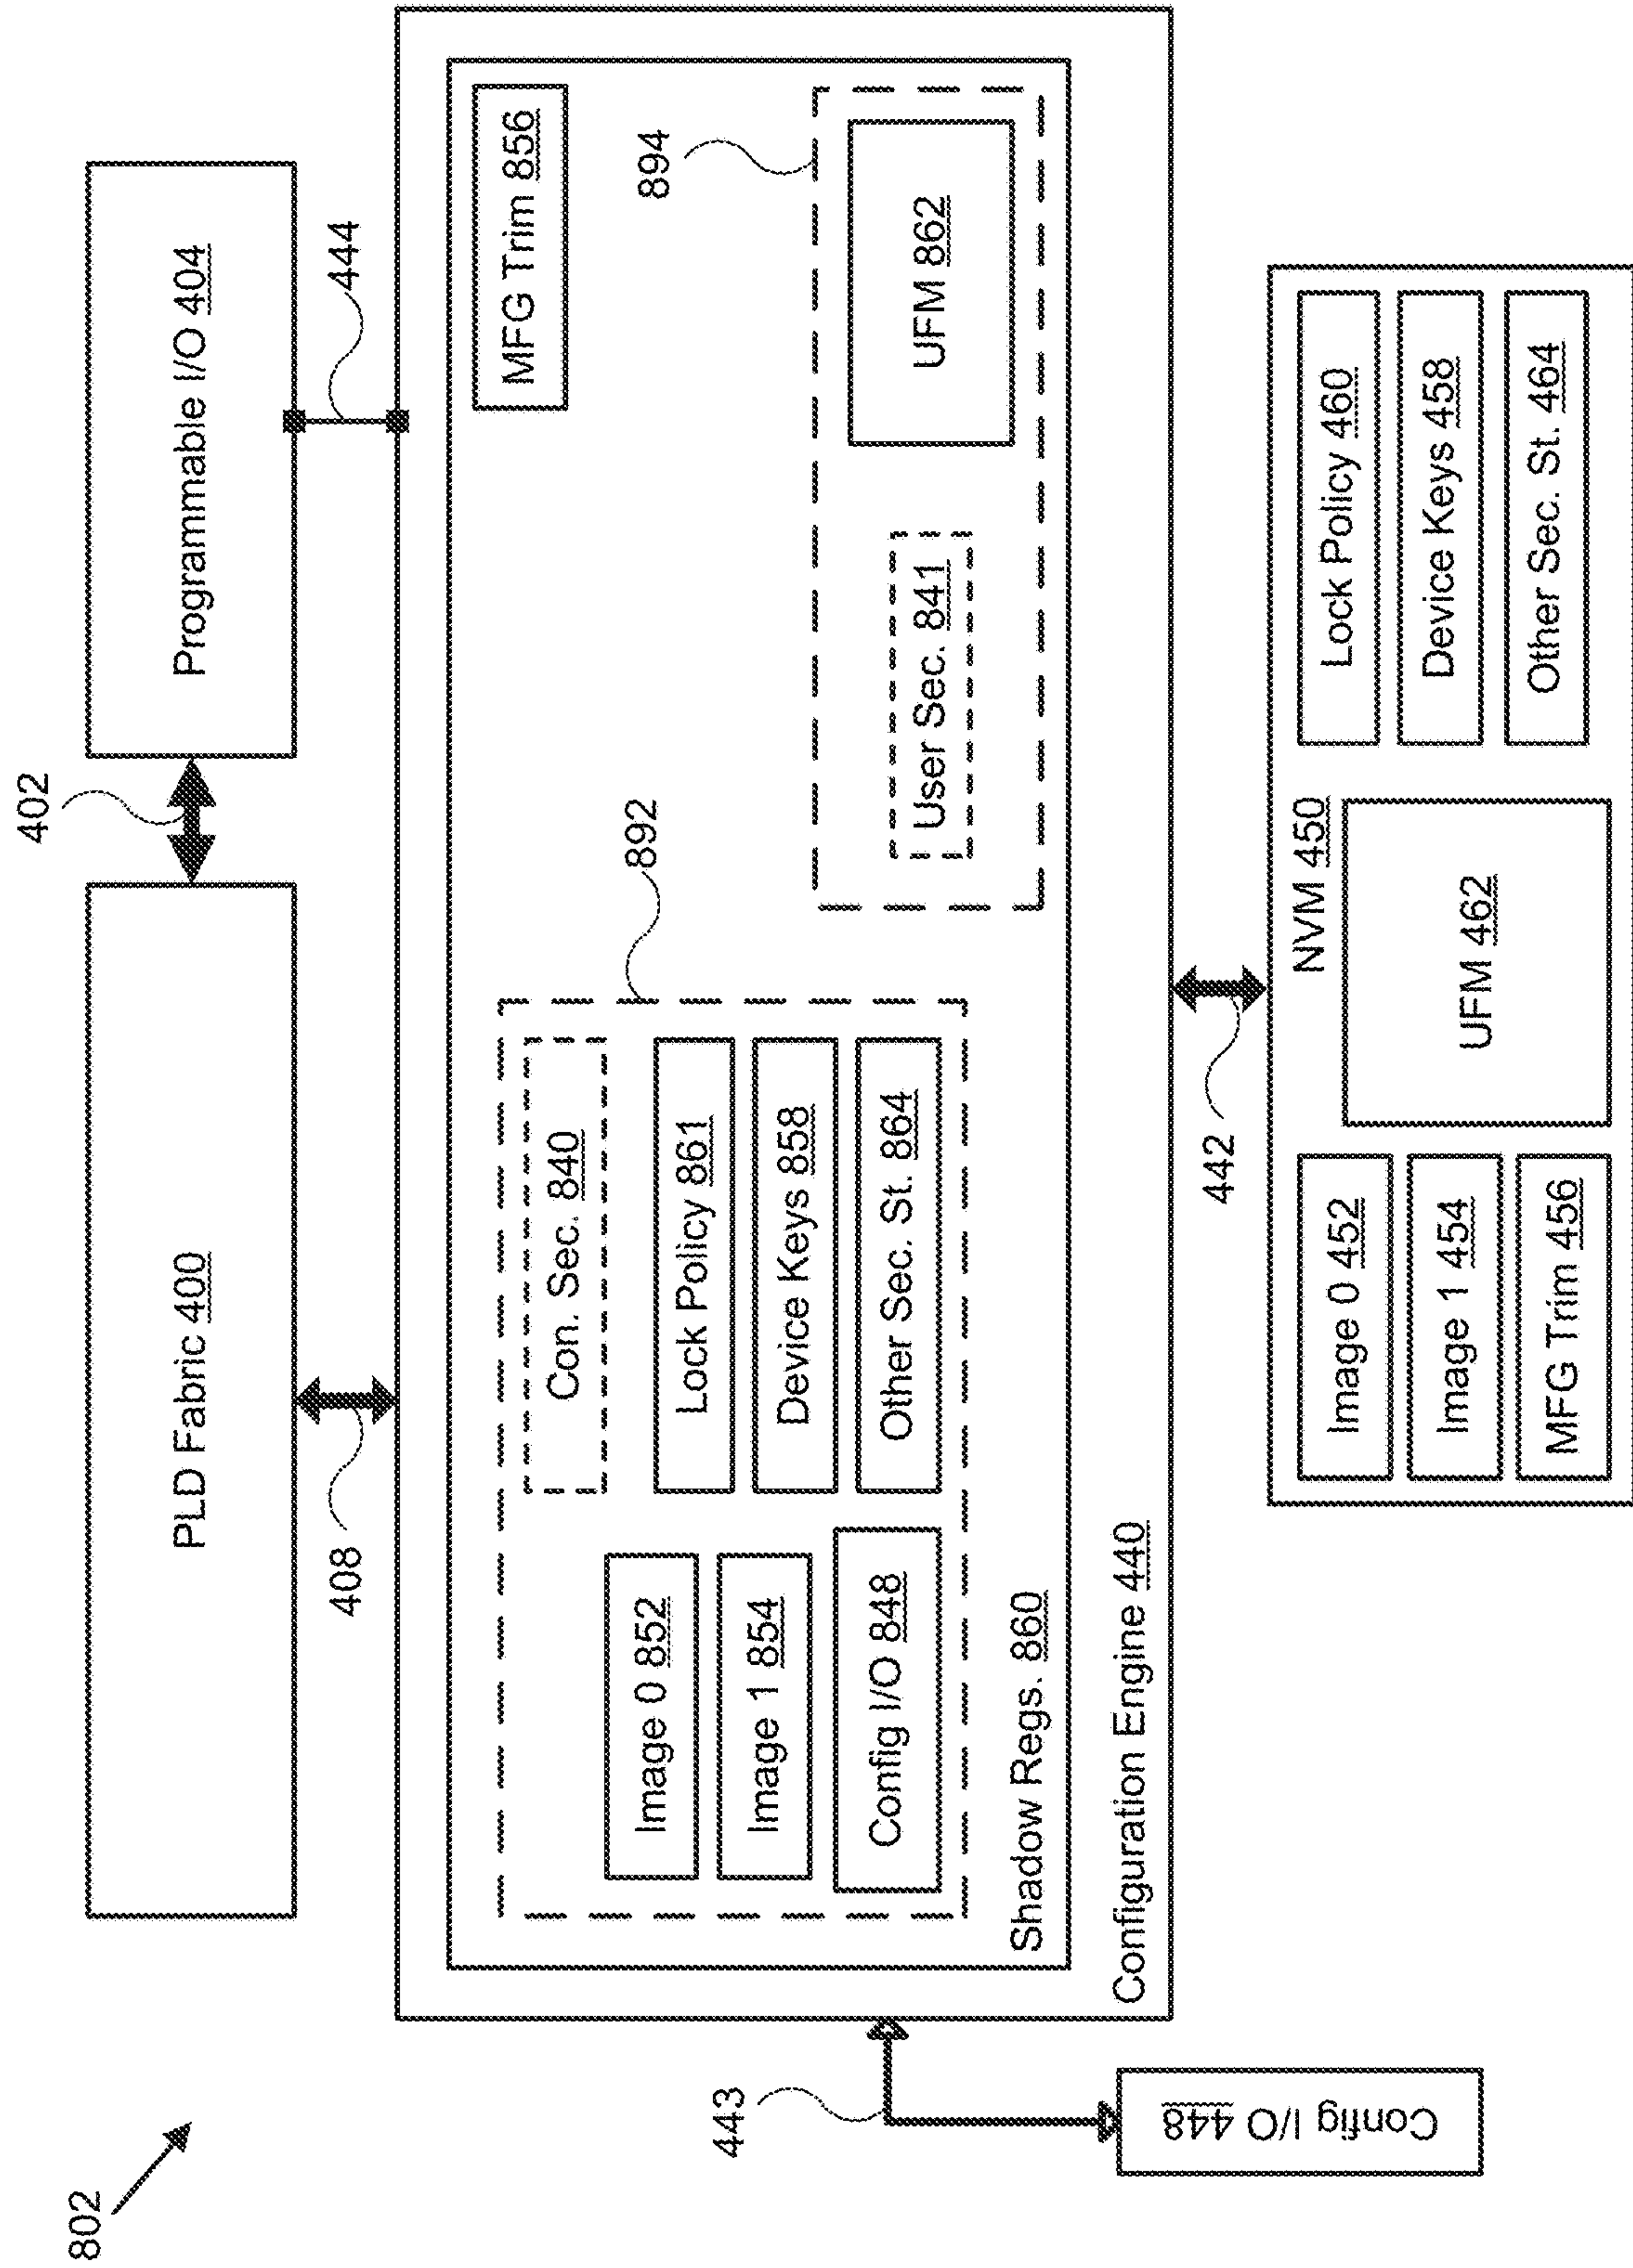 802
402
PLD Fabric 400
Programmable I/O 404
408
444
892
894
MFG Trim 856
Con. Sec. 840
Image 0 852
Lock Policy 861
Image 1 854
Device Keys 858
Config I/O 848
Other Sec. St. 864
User Sec. 841
UFM 862
Shadow Regs. 860
Configuration Engine 440
443
442
Config I/O 448
NVM 450
Image 0 452
Image 1 454
MFG Trim 456
UFM 462
Lock Policy 460
Device Keys 458
Other Sec. St. 464